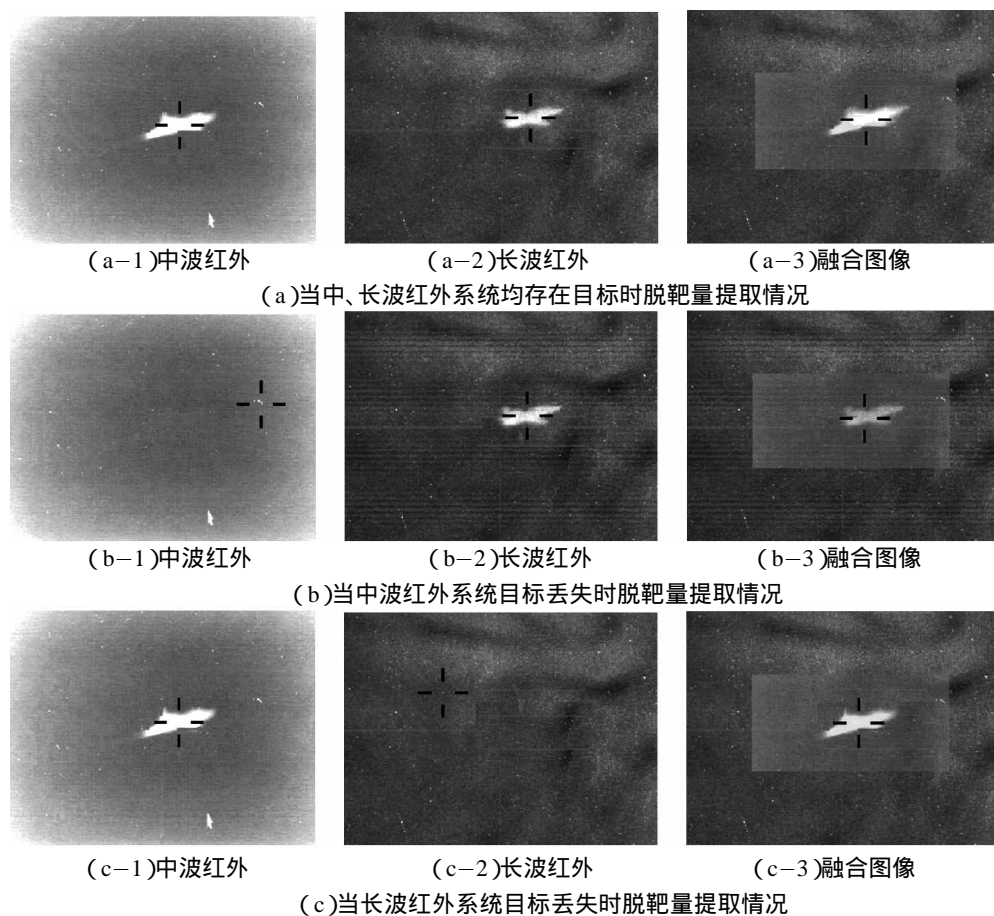 (a-1)中波红外 (a-2)长波红外 (a-3)融合图像
(a)当中、长波红外系统均存在目标时脱靶量提取情况
(b-1)中波红外 (b-2)长波红外 (b-3)融合图像
(b)当中波红外系统目标丢失时脱靶量提取情况
(c-1)中波红外 (c-2)长波红外 (c-3)融合图像
(c)当长波红外系统目标丢失时脱靶量提取情况